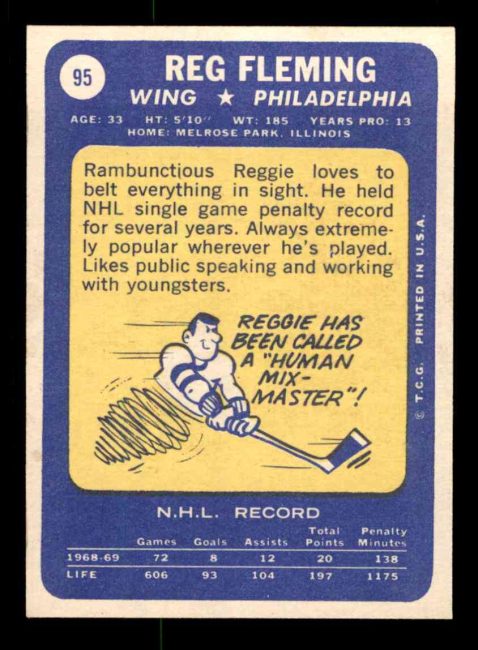 95
REG FLEMING
WING ★ PHILADELPHIA
AGE: 33 HT: 5'10" WT: 185 YEARS PRO: 13
HOME: MELROSE PARK, ILLINOIS
Rambunctious Reggie loves to
belt everything in sight. He held
NHL single game penalty record
for several years. Always extreme-
ly popular wherever he's played.
Likes public speaking and working
with youngsters.
REGGIE HAS
BEEN CALLED
A "HUMAN
MIX-
MASTER"!
© T.C.G. PRINTED IN U.S.A.
N.H.L. RECORD
Games Goals Assists Total Points Penalty Minutes
1968-69 72 8 12 20 138
LIFE 606 93 104 197 1175